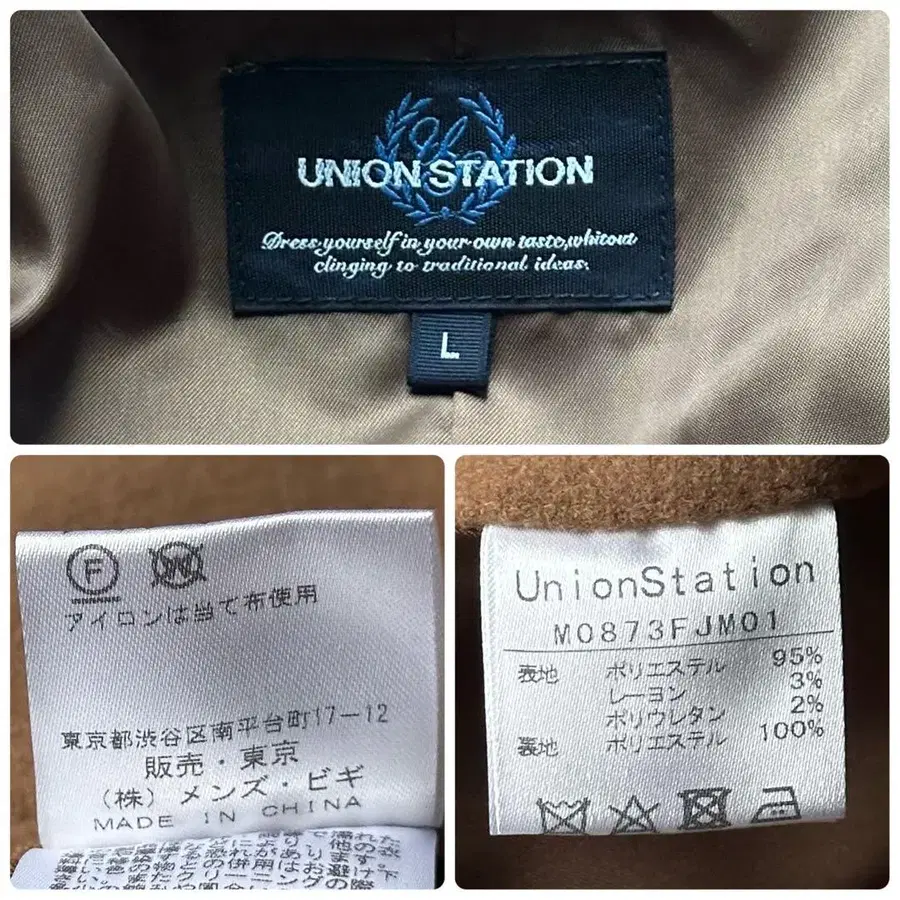 UNION STATION
Dress yourself in your own taste, whitout
clinging to traditional ideas.
L
F W
アイロンは当て布使用
東京都渋谷区南平台町17-12
販売・東京
(株) メンズ・ビギ
MADE IN CHINA
UnionStation
M0873FJM01
表地 ポリエステル 95%
レーヨン 3%
ポリウレタン 2%
裏地 ポリエステル 100%